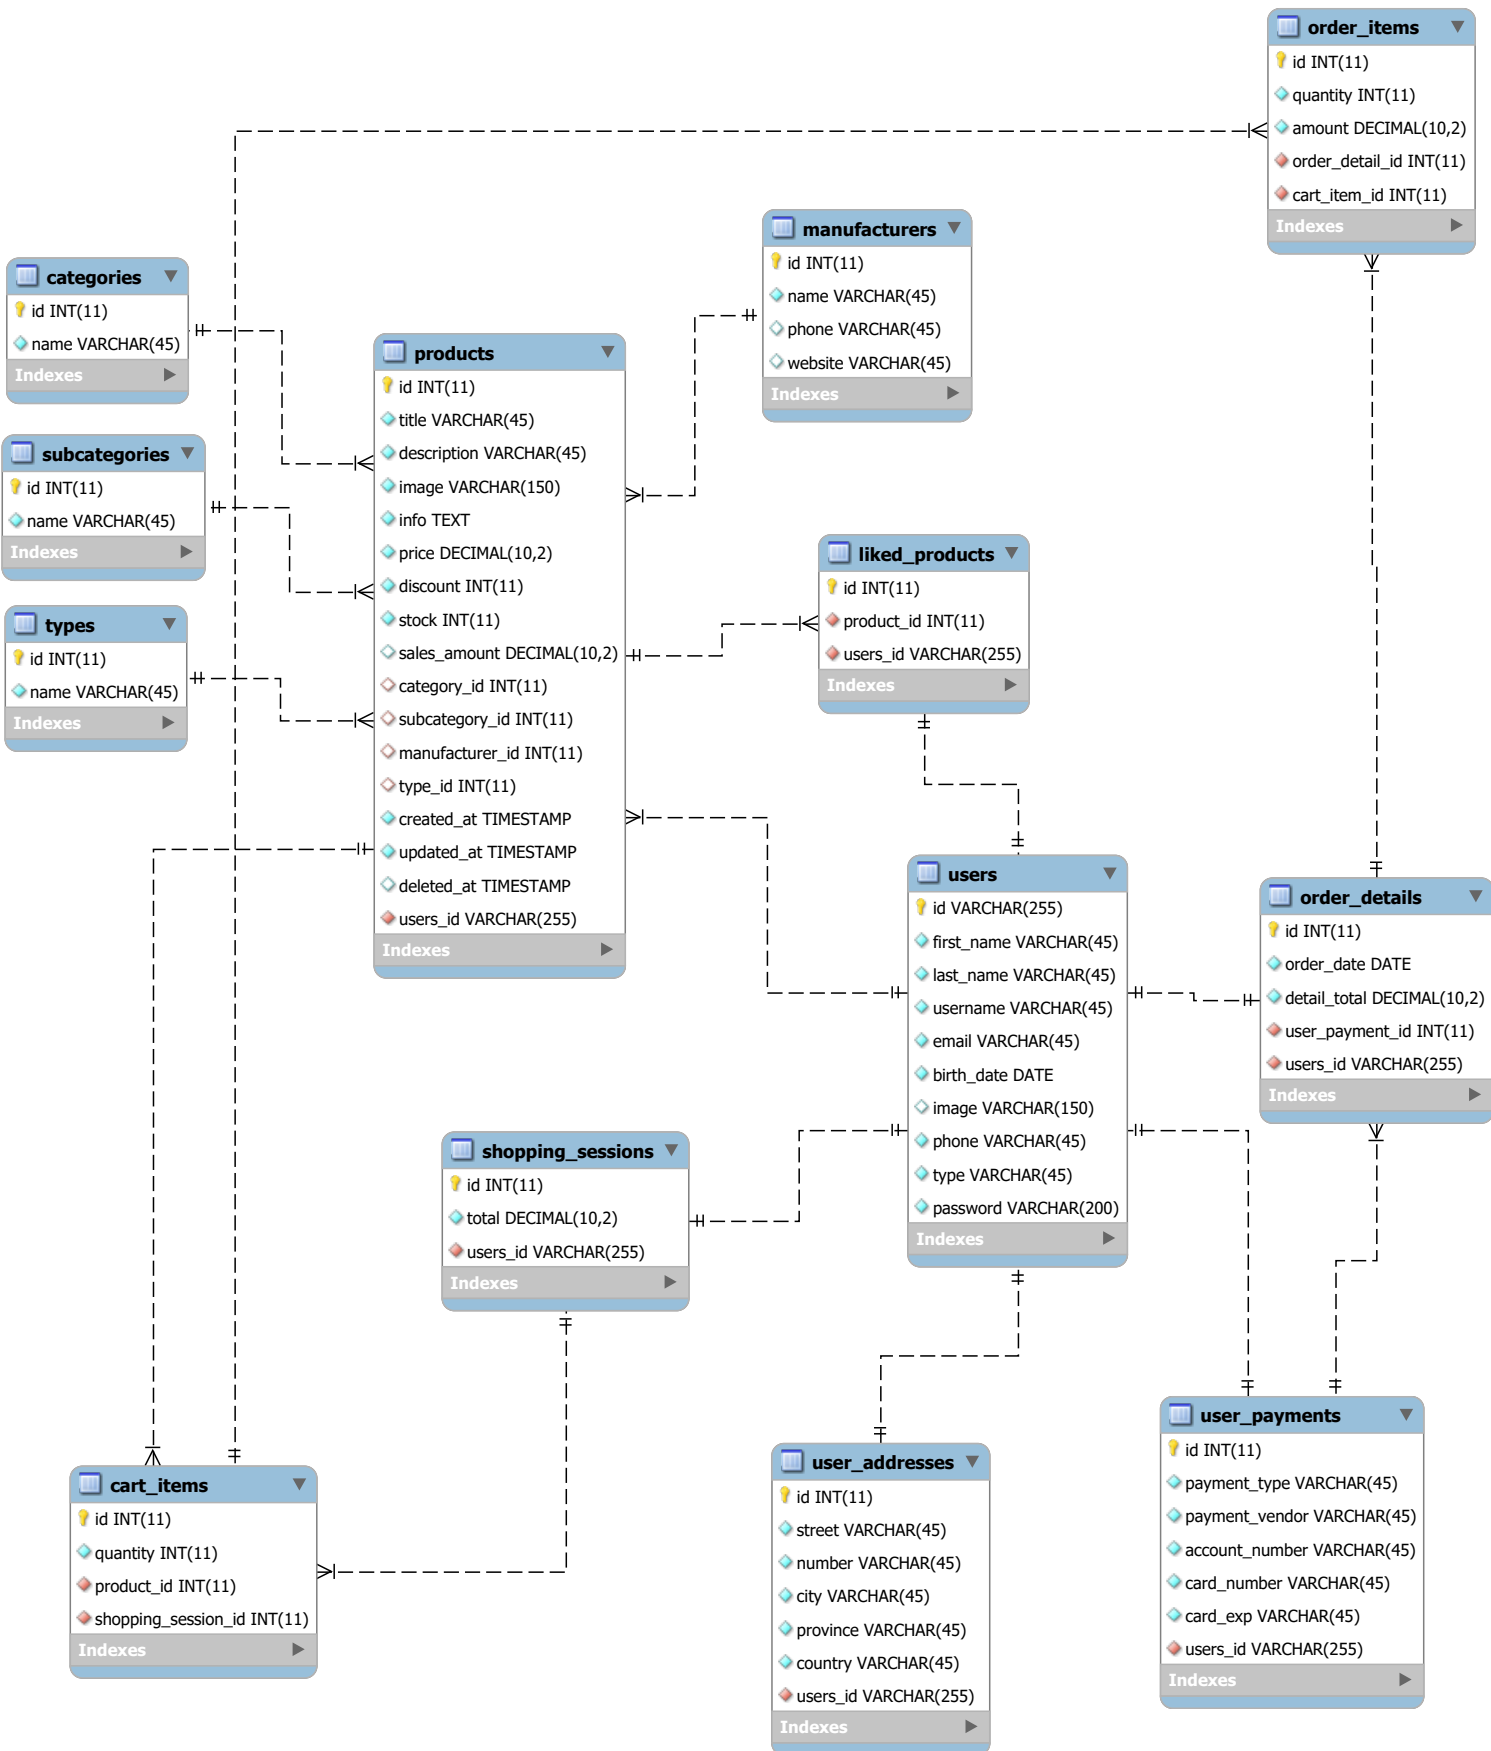 order_items
id INT(11)
quantity INT(11)
amount DECIMAL(10,2)
order_detail_id INT(11)
cart_item_id INT(11)
Indexes
manufacturers
id INT(11)
name VARCHAR(45)
phone VARCHAR(45)
website VARCHAR(45)
Indexes
categories
id INT(11)
name VARCHAR(45)
Indexes
products
id INT(11)
title VARCHAR(45)
description VARCHAR(45)
image VARCHAR(150)
info TEXT
price DECIMAL(10,2)
discount INT(11)
stock INT(11)
sales_amount DECIMAL(10,2)
category_id INT(11)
subcategory_id INT(11)
manufacturer_id INT(11)
type_id INT(11)
created_at TIMESTAMP
updated_at TIMESTAMP
deleted_at TIMESTAMP
users_id VARCHAR(255)
Indexes
subcategories
id INT(11)
name VARCHAR(45)
Indexes
types
id INT(11)
name VARCHAR(45)
Indexes
liked_products
id INT(11)
product_id INT(11)
users_id VARCHAR(255)
Indexes
users
id VARCHAR(255)
first_name VARCHAR(45)
last_name VARCHAR(45)
username VARCHAR(45)
email VARCHAR(45)
birth_date DATE
image VARCHAR(150)
phone VARCHAR(45)
type VARCHAR(45)
password VARCHAR(200)
Indexes
order_details
id INT(11)
order_date DATE
detail_total DECIMAL(10,2)
user_payment_id INT(11)
users_id VARCHAR(255)
Indexes
shopping_sessions
id INT(11)
total DECIMAL(10,2)
users_id VARCHAR(255)
Indexes
cart_items
id INT(11)
quantity INT(11)
product_id INT(11)
shopping_session_id INT(11)
Indexes
user_addresses
id INT(11)
street VARCHAR(45)
number VARCHAR(45)
city VARCHAR(45)
province VARCHAR(45)
country VARCHAR(45)
users_id VARCHAR(255)
Indexes
user_payments
id INT(11)
payment_type VARCHAR(45)
payment_vendor VARCHAR(45)
account_number VARCHAR(45)
card_number VARCHAR(45)
card_exp VARCHAR(45)
users_id VARCHAR(255)
Indexes